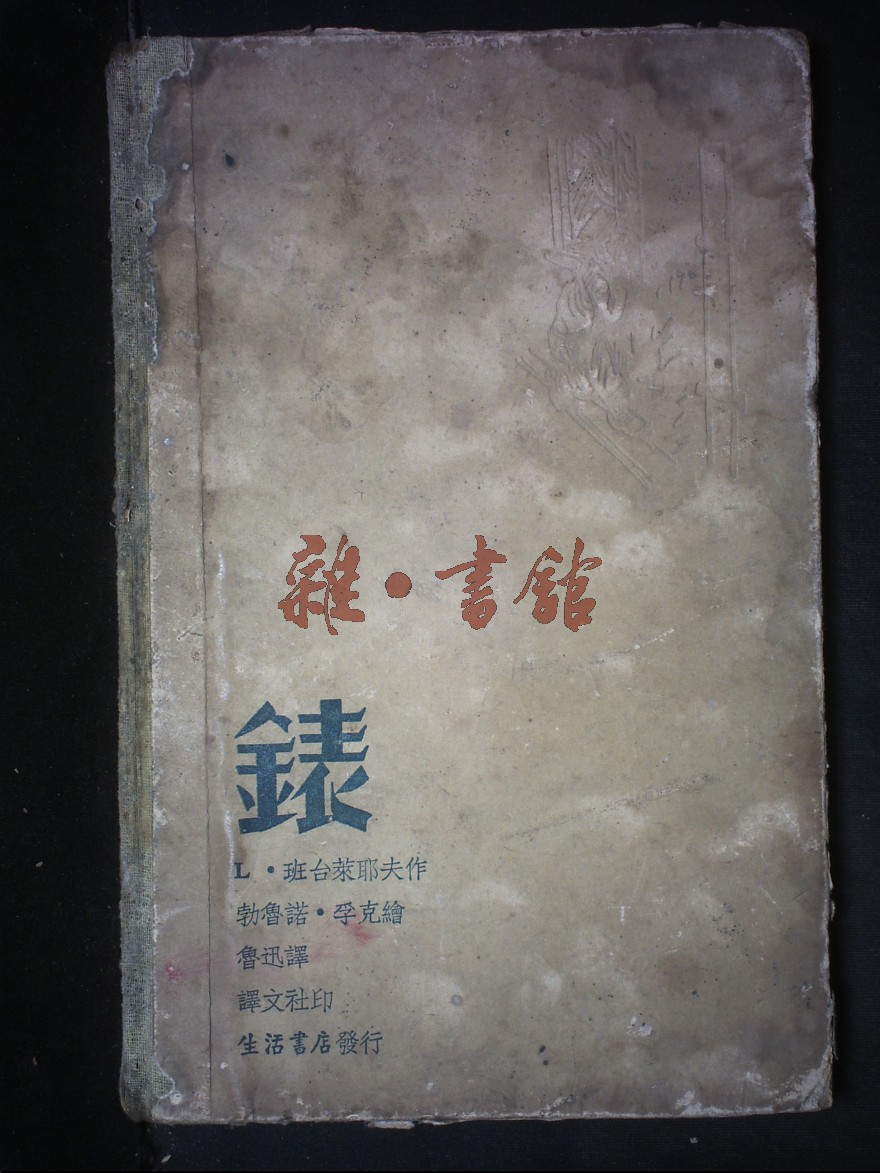 雜•書館
錶
L•班台萊耶夫作
勃魯諾•孚克繪
魯迅譯
譯文社印
生活書店發行